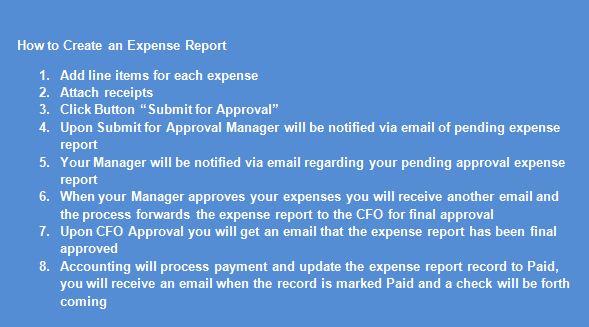 How to Create an Expense Report
1. Add line items for each expense
2. Attach receipts
3. Click Button “Submit for Approval”
4. Upon Submit for Approval Manager will be notified via email of pending expense
report
5. Your Manager will be notified via email regarding your pending approval expense
report
6. When your Manager approves your expenses you will receive another email and
the process forwards the expense report to the CFO for final approval
7. Upon CFO Approval you will get an email that the expense report has been final
approved
8. Accounting will process payment and update the expense report record to Paid,
you will receive an email when the record is marked Paid and a check will be forth
coming